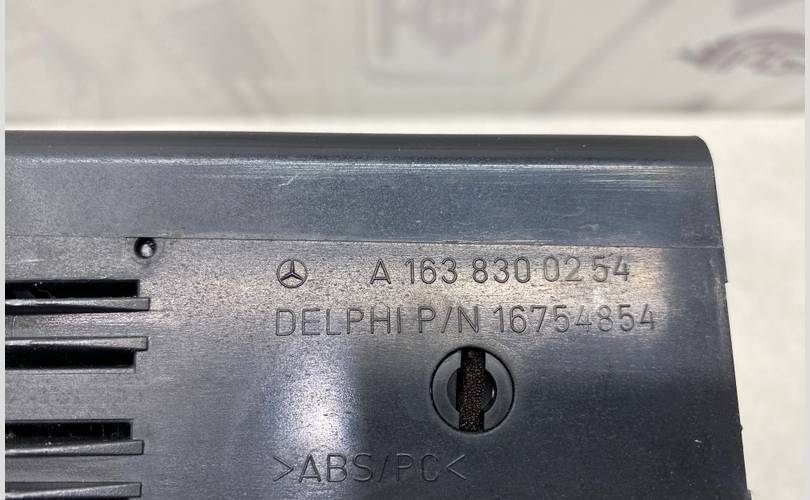 A 163 830 02 54
DELPHI P/N 16754854
>ABS/PC<